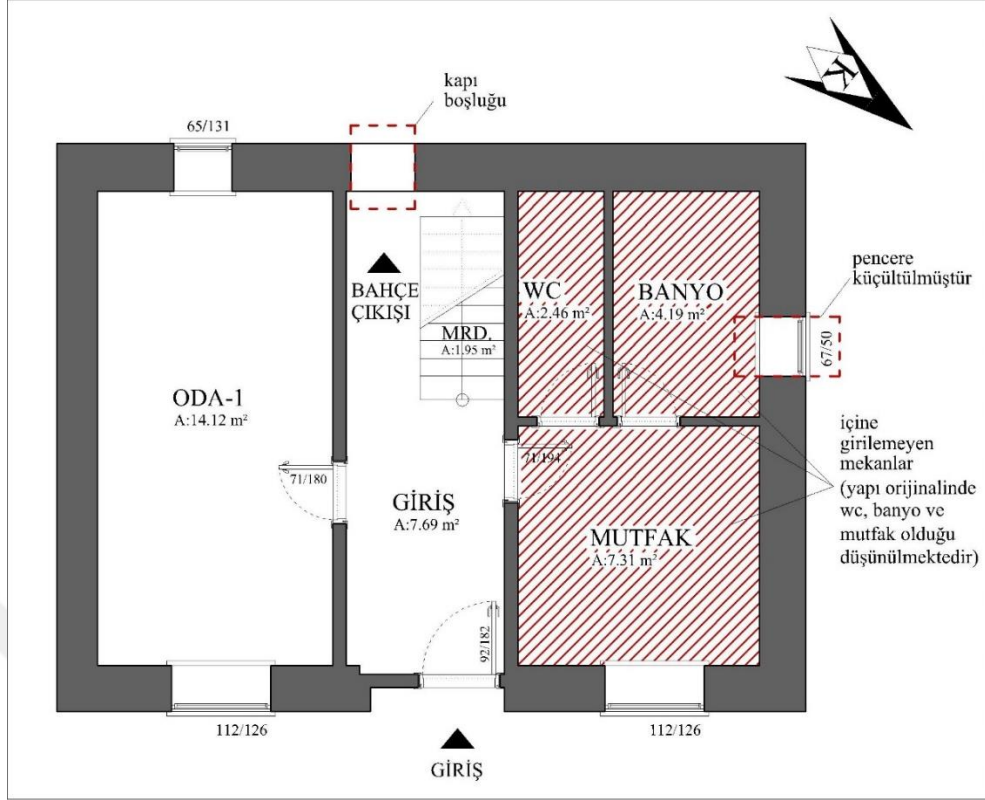 kapı
boşluğu
K
65/131
pencere
küçültülmüştür
67/50
BAHÇE
ÇIKIŞI
MRD.
A:1.95 m²
WC
A:2.46 m²
BANYO
A:4.19 m²
ODA-1
A:14.12 m²
71/180
71/194
GİRİŞ
A:7.69 m²
MUTFAK
A:7.31 m²
içine
girilemeyen
mekanlar
(yapı orijinalinde
wc, banyo ve
mutfak olduğu
düşünülmektedir)
92/182
112/126
112/126
GİRİŞ